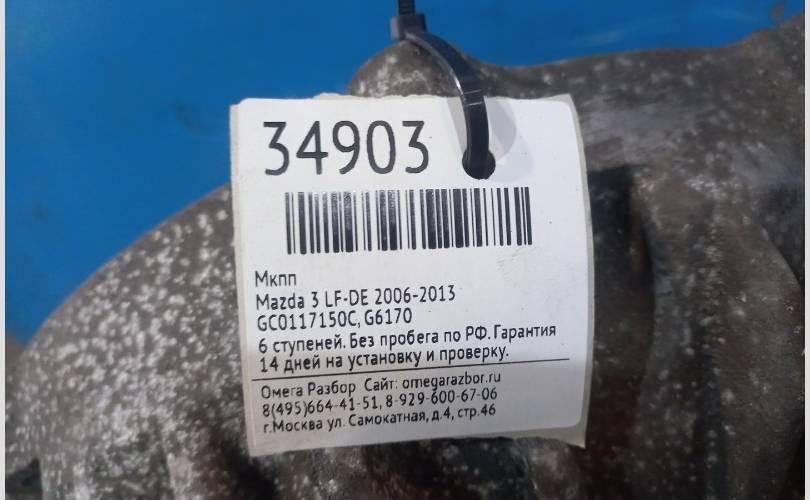 34903
Мкпп
Mazda 3 LF-DE 2006-2013
GC0117150C, G6170
6 ступеней. Без пробега по РФ. Гарантия
14 дней на установку и проверку.
Омега Разбор Сайт: omegarazbor.ru
8(495)664-41-51, 8-929-600-67-06
г.Москва ул. Самокатная, д.4, стр.46